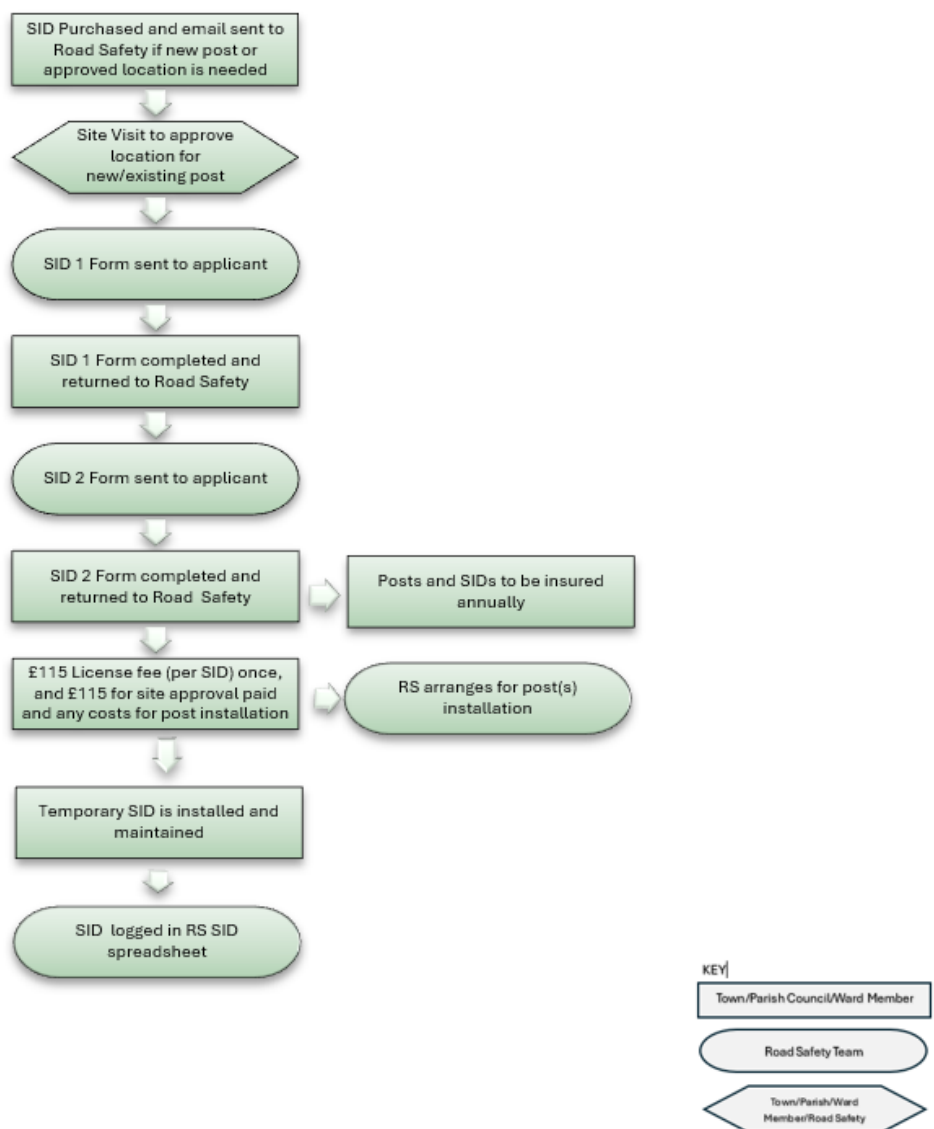 SID Purchased and email sent to
Road Safety if new post or
approved location is needed
Site Visit to approve
location for
new/existing post
SID 1 Form sent to applicant
SID 1 Form completed and
returned to Road Safety
SID 2 Form sent to applicant
SID 2 Form completed and
returned to Road Safety
Posts and SIDs to be insured
annually
£115 License fee (per SID) once,
and £115 for site approval paid
and any costs for post installation
RS arranges for post(s)
installation
Temporary SID is installed and
maintained
SID logged in RS SID
spreadsheet
KEY
Town/Parish Council/Ward Member
Road Safety Team
Town/Parish/Ward
Member/Road Safety